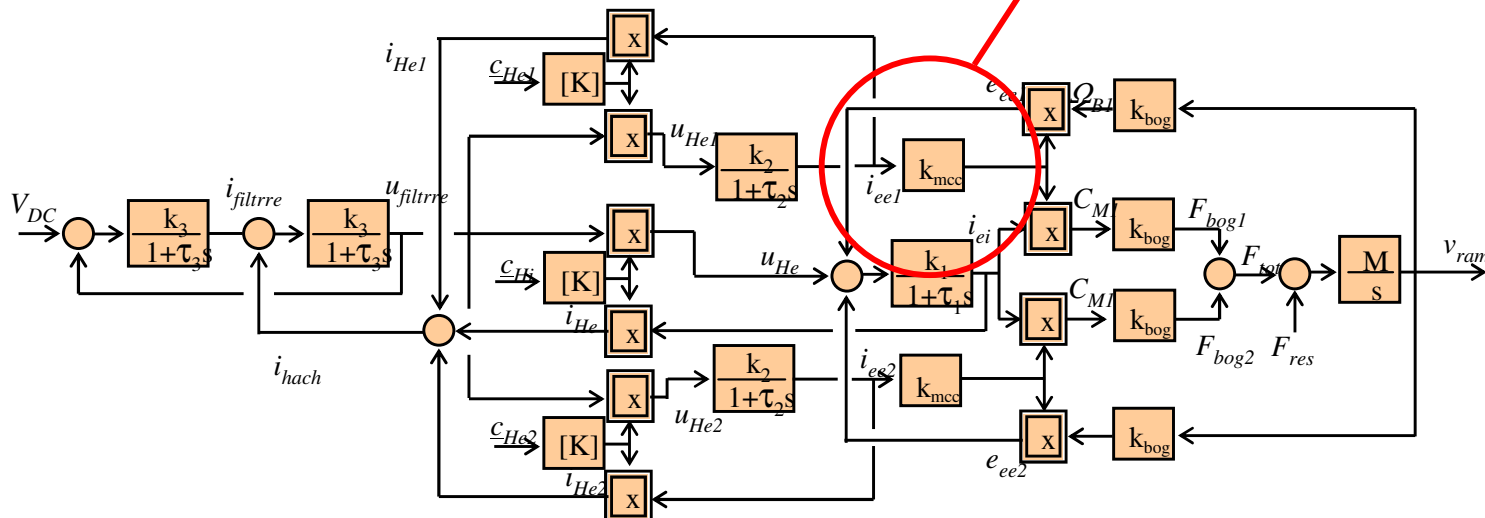 x
i_He1
c_He1
[K]
e_ee1
x
Ω_B1
k_bog
x
u_He1
k_2
1+τ_2s
i_ee1
k_mcc
V_DC
k_3
1+τ_3s
i_filtrre
k_3
1+τ_3s
u_filtrre
x
c_Hi
[K]
u_He
k_1
1+τ_1s
i_ei
x
C_M1
k_bog
F_bog1
F_tot
M
s
v_ram
i_He
x
x
C_M1
k_bog
F_bog2
F_res
i_hach
x
u_He2
k_2
1+τ_2s
i_ee2
k_mcc
c_He2
[K]
x
e_ee2
k_bog
i_He2
x